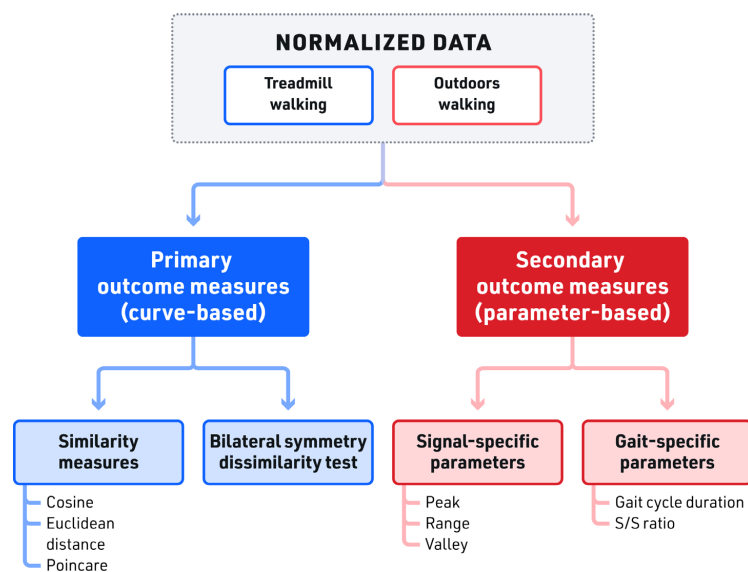 NORMALIZED DATA
Treadmill
walking
Outdoors
walking
Primary
outcome measures
(curve-based)
Secondary
outcome measures
(parameter-based)
Similarity
measures
Bilateral symmetry
dissimilarity test
Signal-specific
parameters
Gait-specific
parameters
Cosine
Euclidean
distance
Poincare
Peak
Range
Valley
Gait cycle duration
S/S ratio